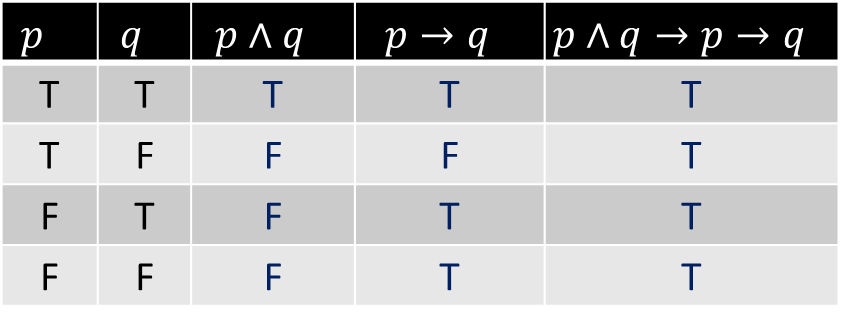 p q p ∧ q p → q p ∧ q → p → q
T T T T T
T F F F T
F T F T T
F F F T T